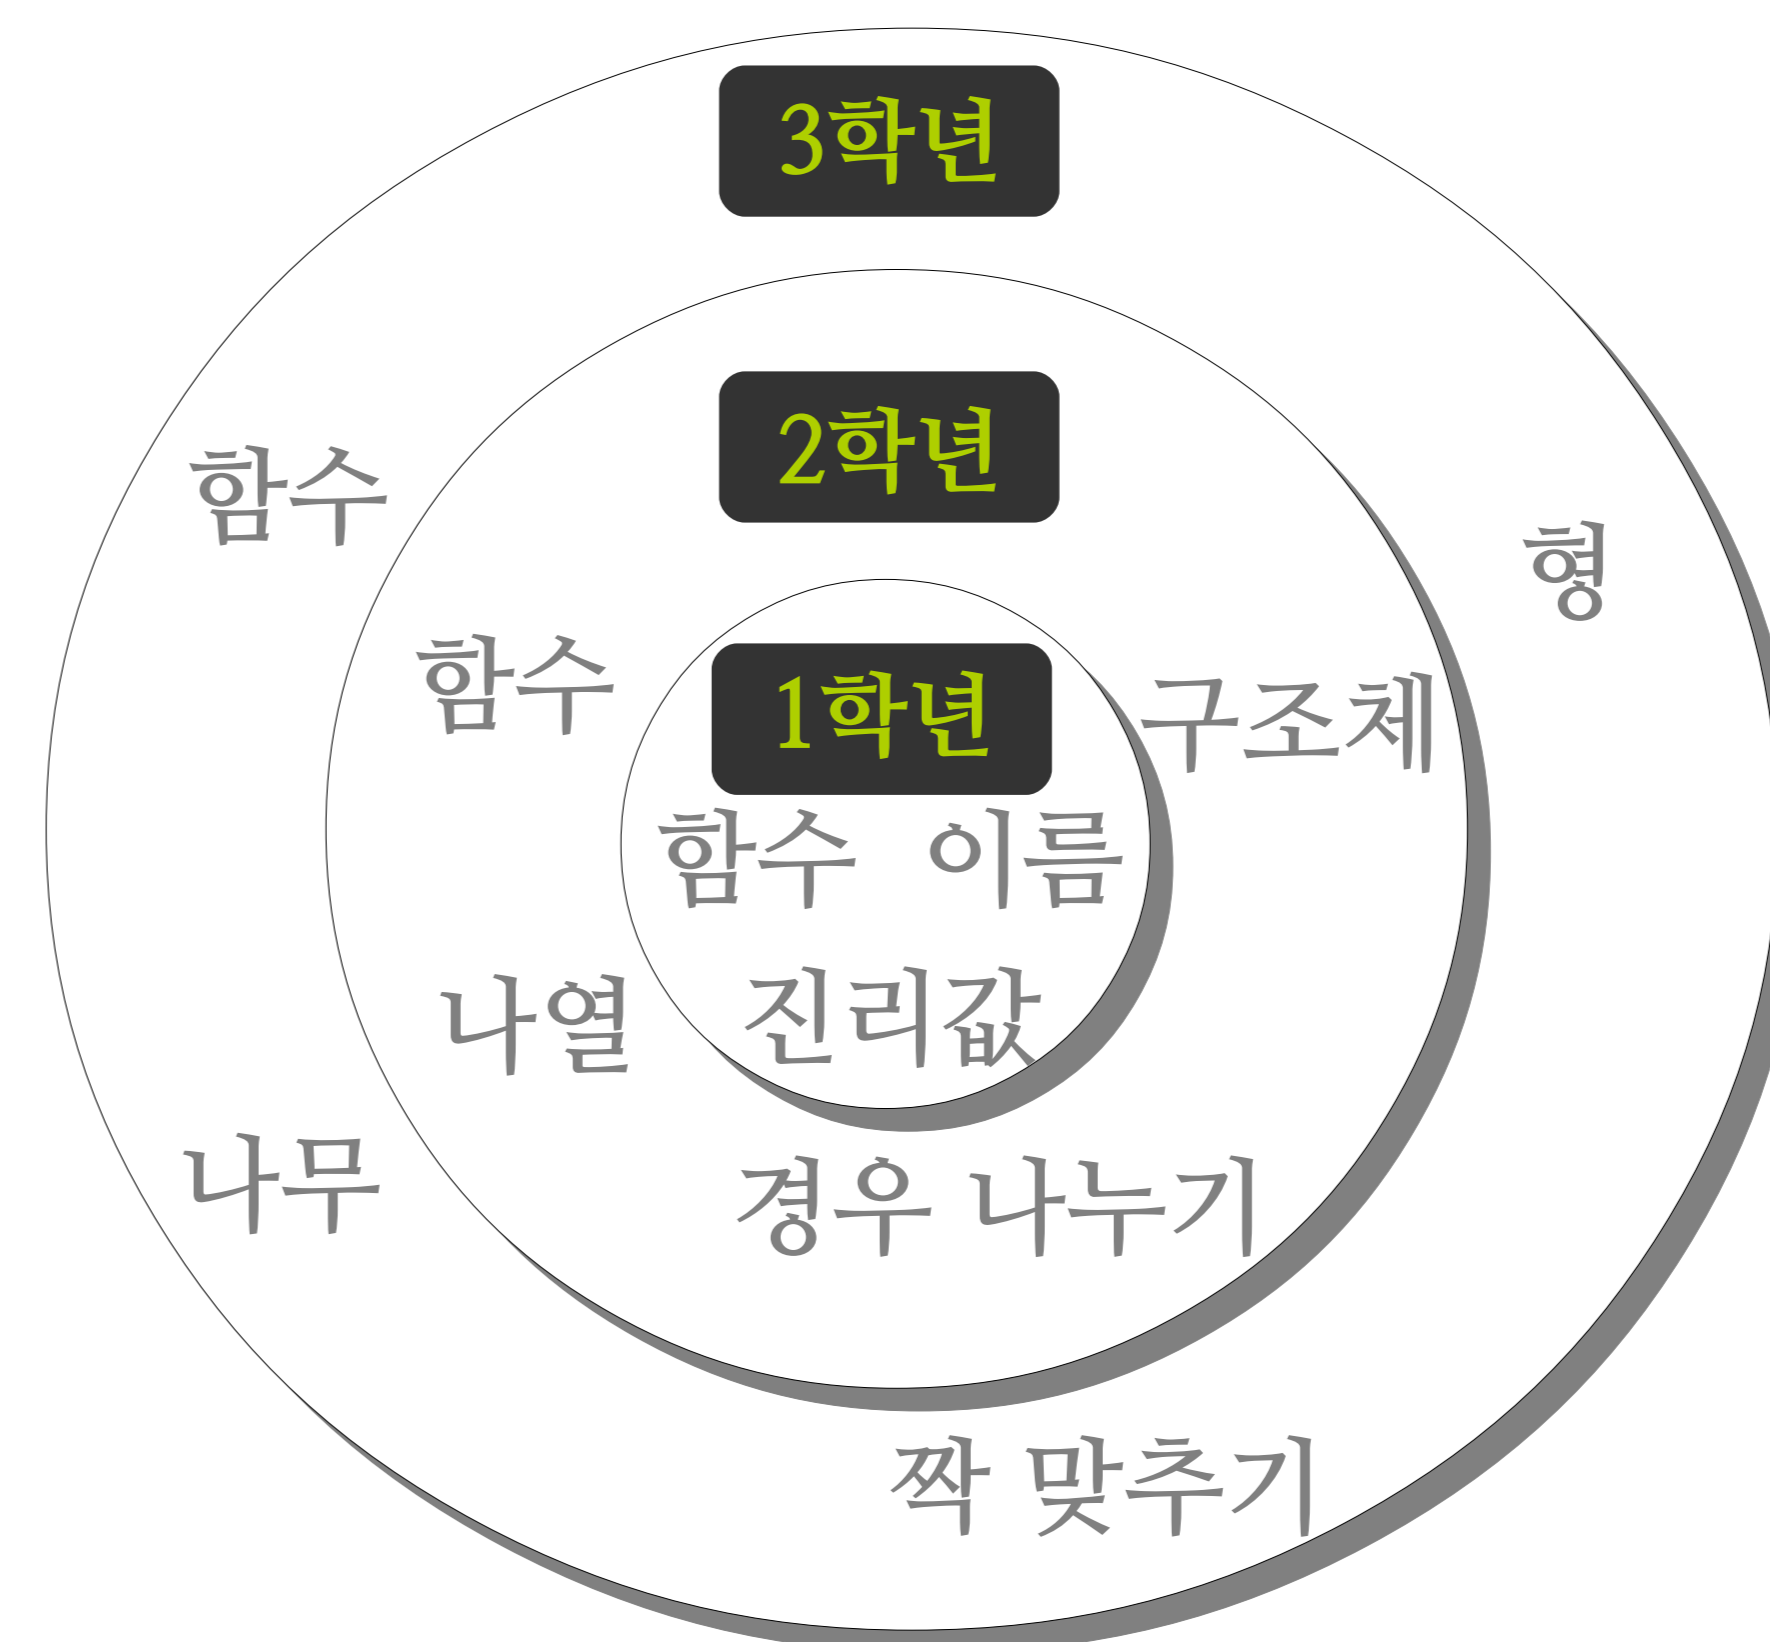 3학년
2학년
함수
형
함수
1학년
구조체
함수 이름
나열
진리값
나무
경우 나누기
짝 맞추기